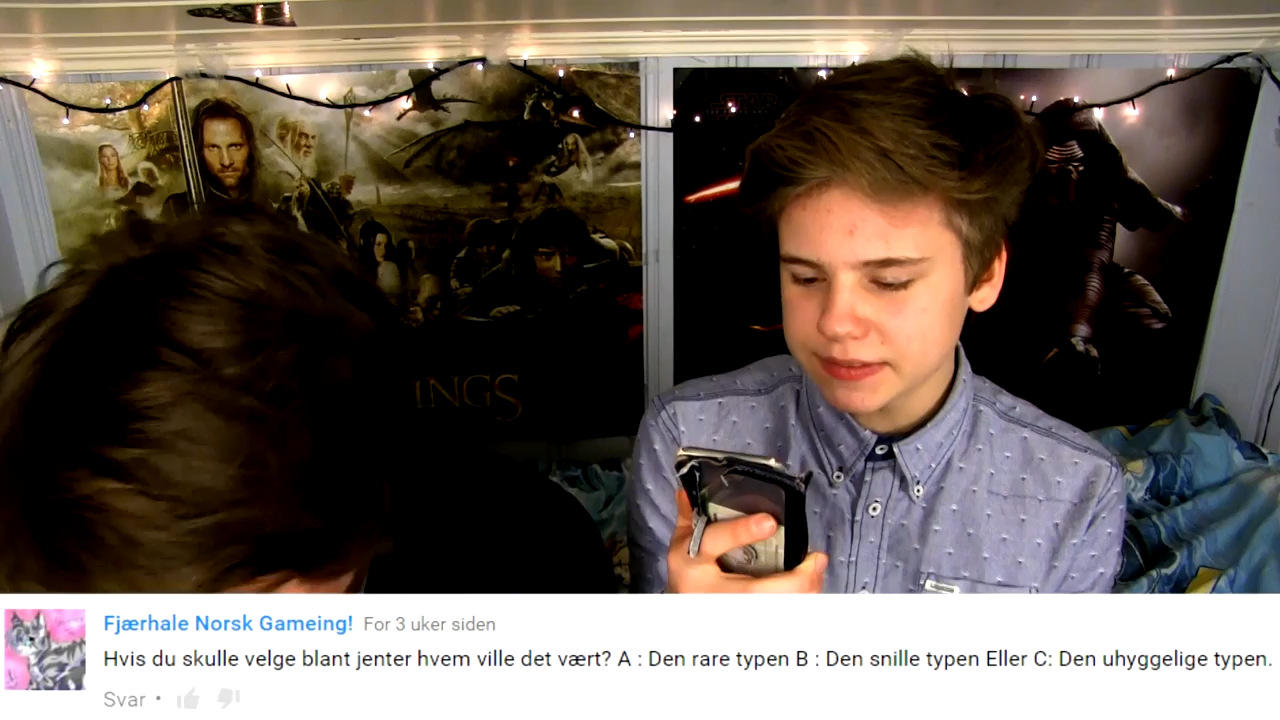 INGS
Fjærhale Norsk Gameing! For 3 uker siden
Hvis du skulle velge blant jenter hvem ville det vært? A : Den rare typen B : Den snille typen Eller C: Den uhyggelige typen.
Svar •